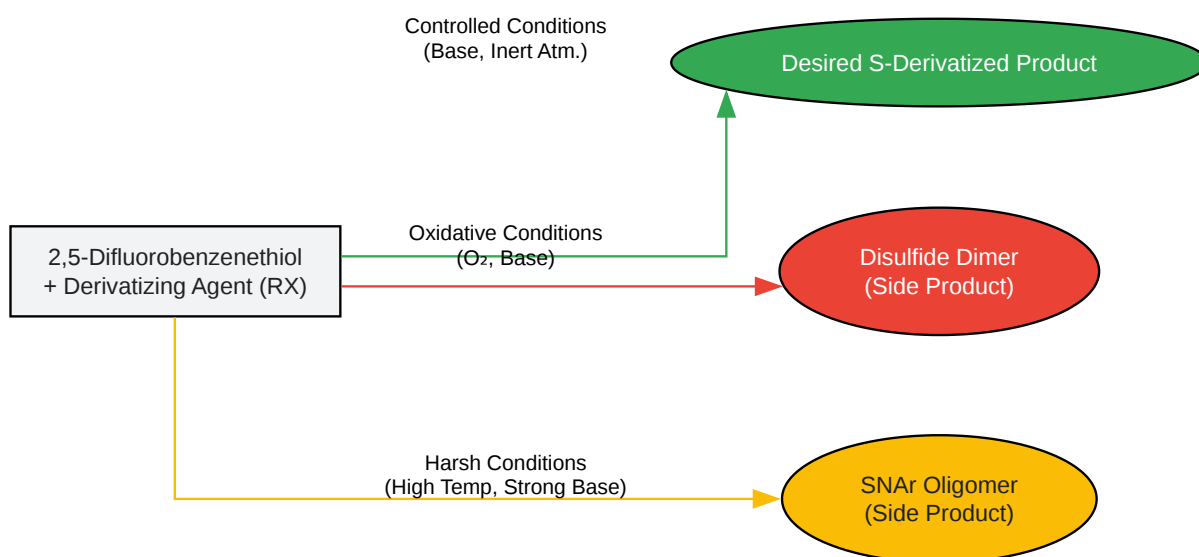 Controlled Conditions
(Base, Inert Atm.)
Desired S-Derivatized Product
2,5-Difluorobenzenethiol
+ Derivatizing Agent (RX)
Oxidative Conditions
(O₂, Base)
Disulfide Dimer
(Side Product)
Harsh Conditions
(High Temp, Strong Base)
SNAr Oligomer
(Side Product)